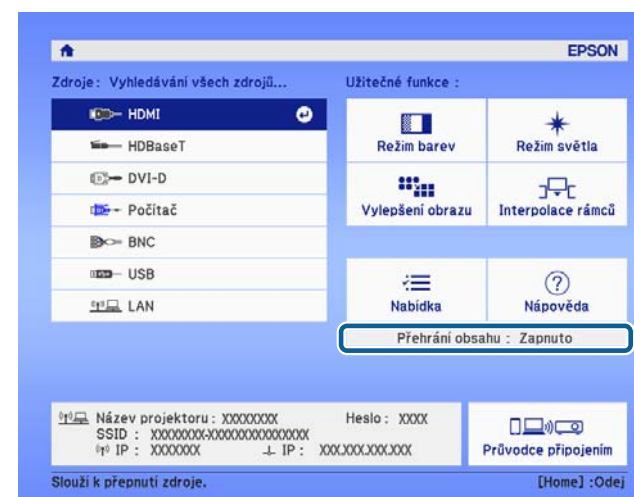 EPSON
Zdroje: Vyhledávání všech zdrojů...
HDMI
HDBaseT
DVI-D
Počítač
BNC
USB
LAN
Užitečné funkce :
Režim barev
Režim světla
Vylepšení obrazu
Interpolace rámců
Nabídka
Nápověda
Přehrání obsahu : Zapnuto
Název projektoru : XXXXXXXX Heslo : XXXX
SSID : XXXXXXXX-XXXXXXXXXXXXXXXX
IP : XXXXXXX IP : XXX.XXX.XXX.XXX
Průvodce připojením
Slouží k přepnutí zdroje. [Home] :Odej